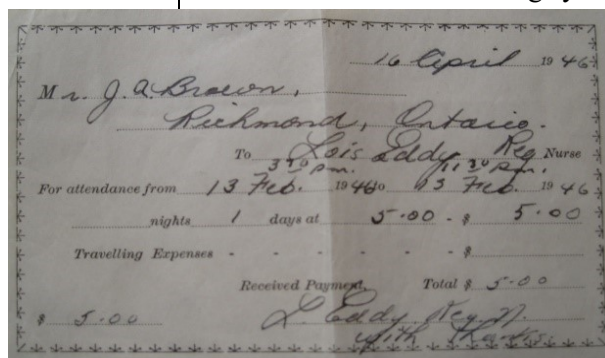 16 April 1946
Mr. J. A. Brown,
Richmond, Ontario.
To Lois Eddy Reg Nurse
3 30 p.m. 11 30 p.m.
For attendance from 13 Feb. 1946 to 13 Feb. 1946
nights 1 days at 5.00 - $ 5.00
Travelling Expenses - - - - - $
Received Payment, Total $ 5.00
$ 5.00 L. Eddy Reg. N.
with Thanks.